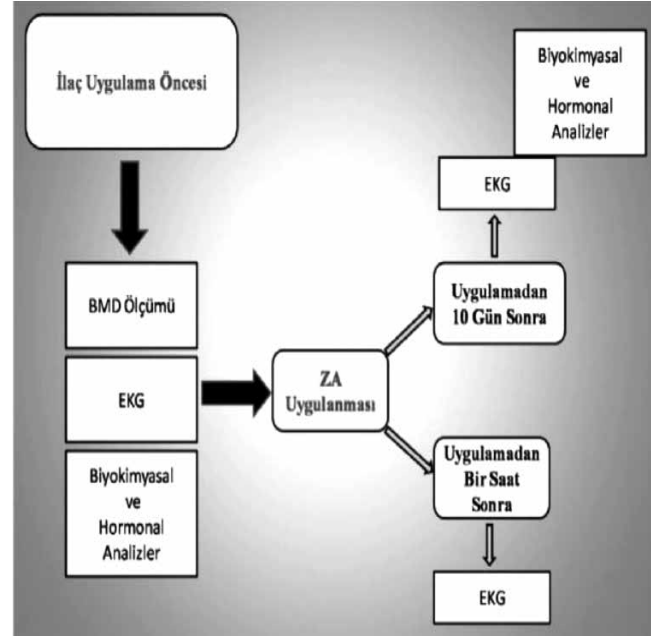 İlaç Uygulama Öncesi
BMD Ölçümü
EKG
Biyokimyasal
ve
Hormonal
Analizler
ZA
Uygulanması
Biyokimyasal
ve
Hormonal
Analizler
EKG
Uygulamadan
10 Gün Sonra
Uygulamadan
Bir Saat
Sonra
EKG